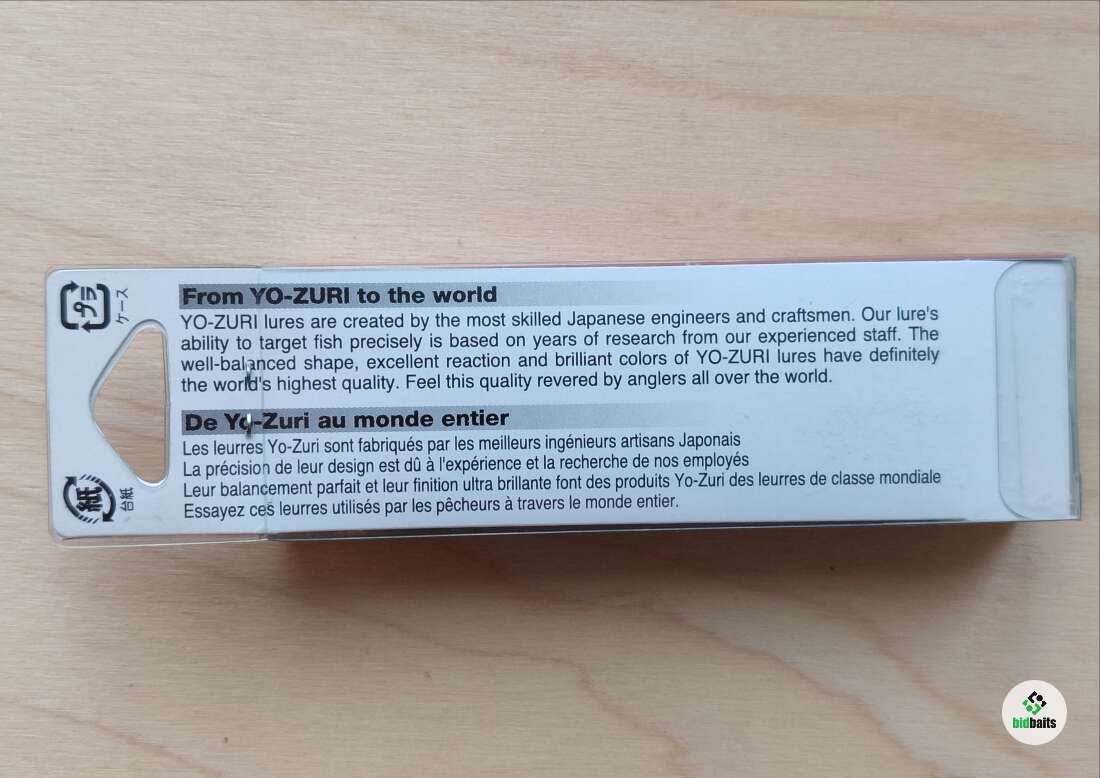 プラ
ケース
From YO-ZURI to the world
YO-ZURI lures are created by the most skilled Japanese engineers and craftsmen. Our lure's
ability to target fish precisely is based on years of research from our experienced staff. The
well-balanced shape, excellent reaction and brilliant colors of YO-ZURI lures have definitely
the world's highest quality. Feel this quality revered by anglers all over the world.
De Yo-Zuri au monde entier
Les leurres Yo-Zuri sont fabriqués par les meilleurs ingénieurs artisans Japonais
La précision de leur design est dû à l'expérience et la recherche de nos employés
Leur balancement parfait et leur finition ultra brillante font des produits Yo-Zuri des leurres de classe mondiale
Essayez ces leurres utilisés par les pêcheurs à travers le monde entier.
紙
台紙
bidbaits